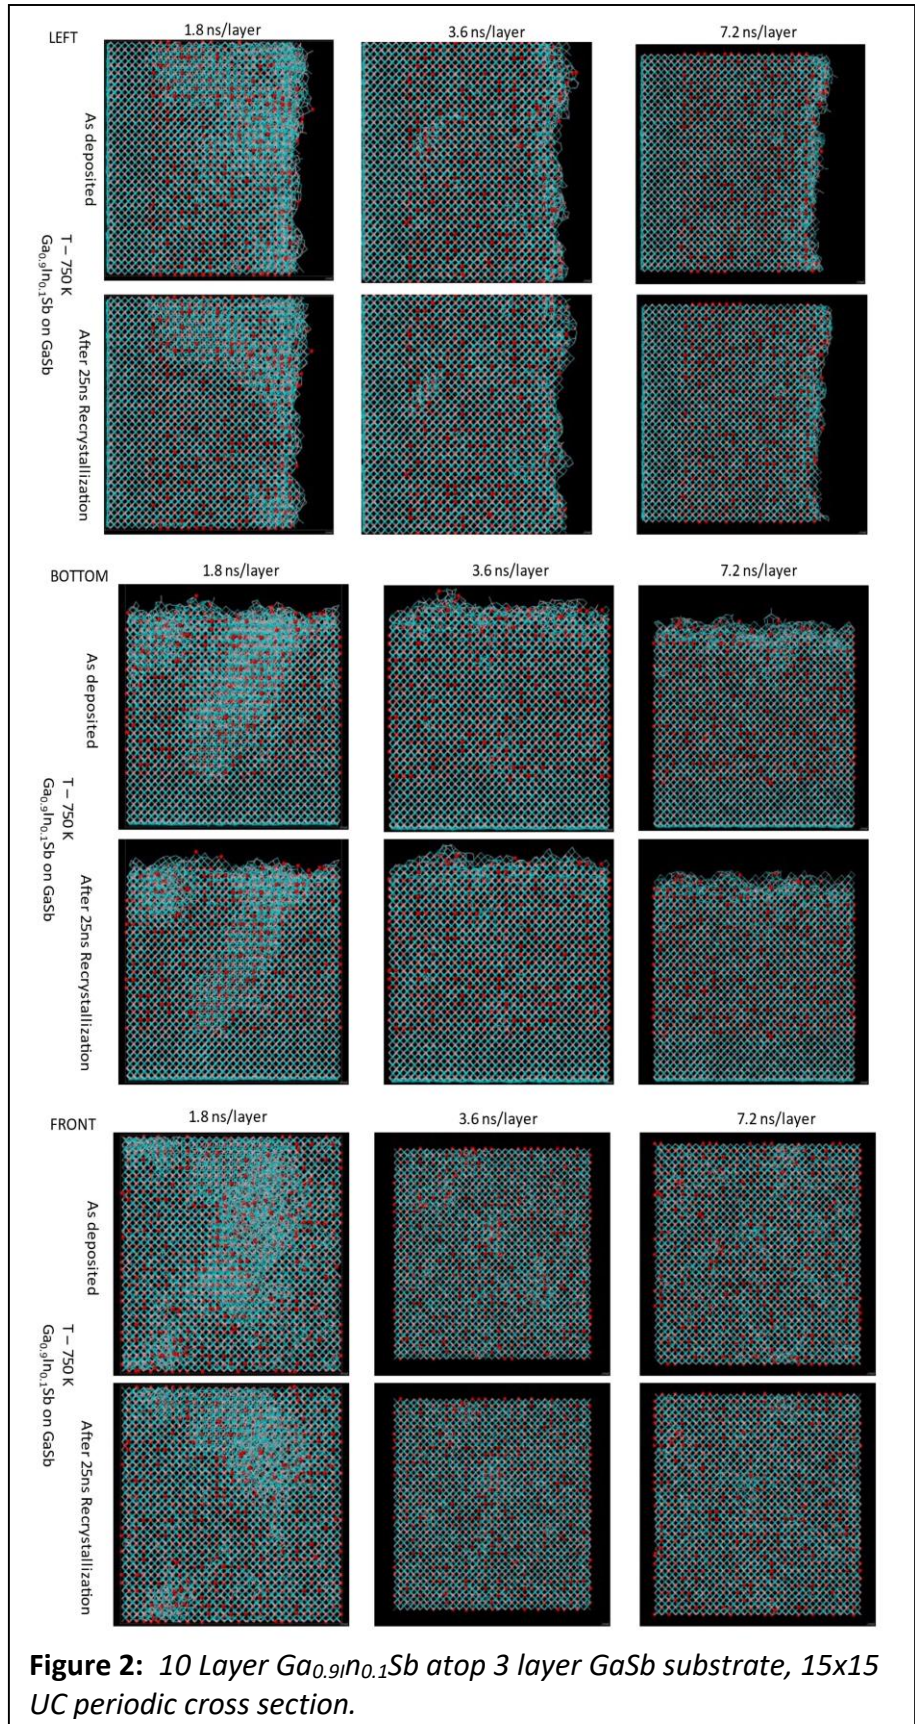 LEFT
1.8 ns/layer 3.6 ns/layer 7.2 ns/layer
As deposited
T – 750 K
Ga0.9In0.1Sb on GaSb
After 25ns Recrystallization
BOTTOM
1.8 ns/layer 3.6 ns/layer 7.2 ns/layer
As deposited
T – 750 K
Ga0.9In0.1Sb on GaSb
After 25ns Recrystallization
FRONT
1.8 ns/layer 3.6 ns/layer 7.2 ns/layer
As deposited
T – 750 K
Ga0.9In0.1Sb on GaSb
After 25ns Recrystallization
Figure 2: 10 Layer Ga0.9In0.1Sb atop 3 layer GaSb substrate, 15x15
UC periodic cross section.